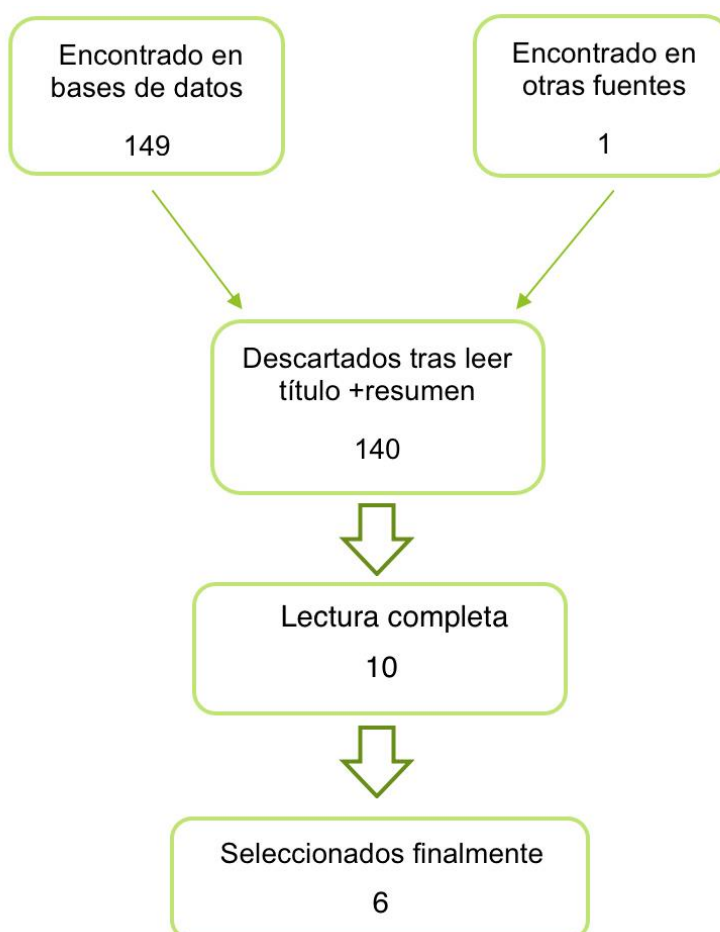 Encontrado en
bases de datos
149
Encontrado en
otras fuentes
1
Descartados tras leer
título +resumen
140
Lectura completa
10
Seleccionados finalmente
6